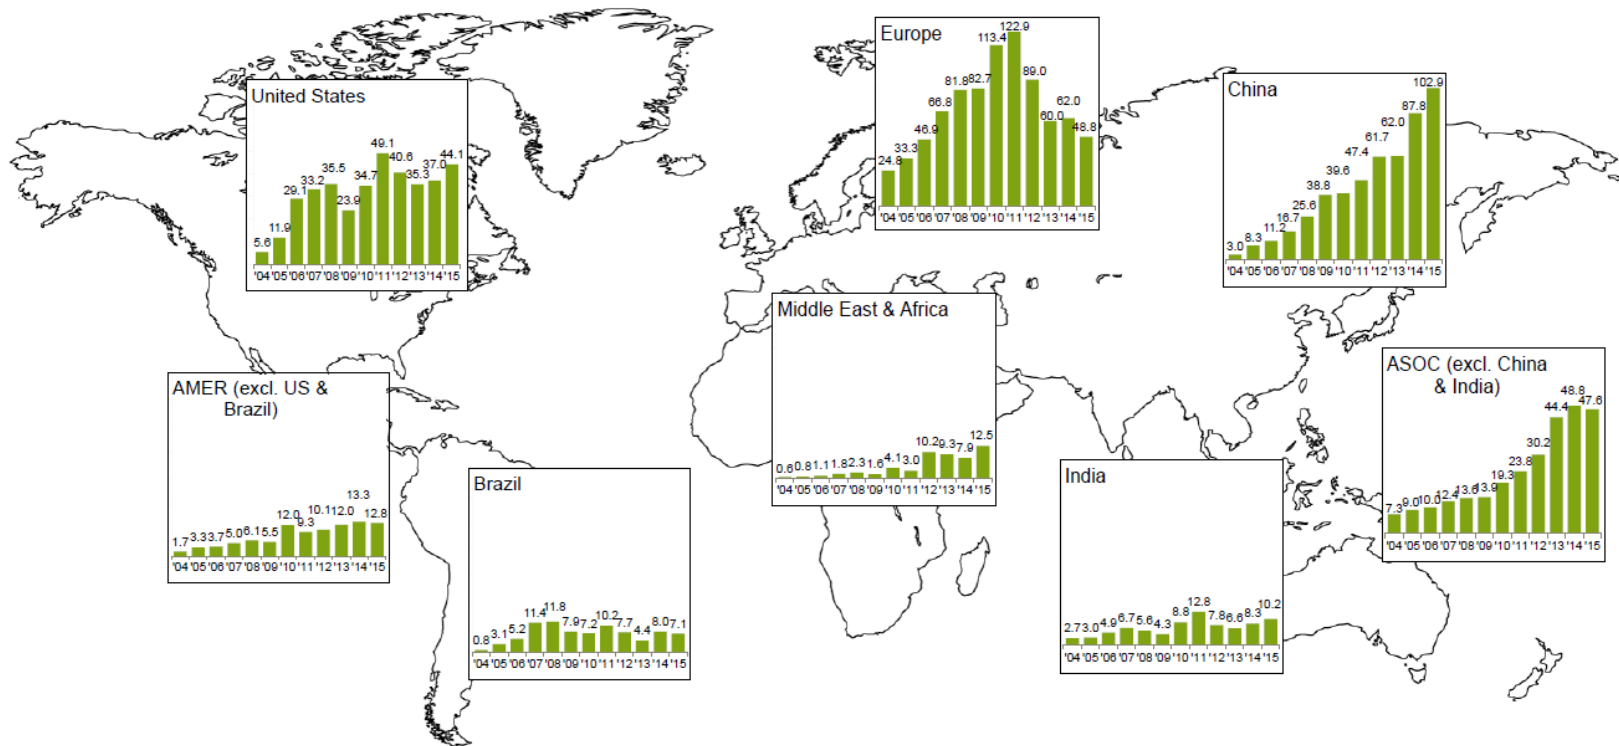 Europe
24.8 33.3 46.9 66.8 81.8 82.7 113.4 122.9 89.0 60.0 62.0 48.8
'04 '05 '06 '07 '08 '09 '10 '11 '12 '13 '14 '15
United States
5.6 11.9 29.1 33.2 35.5 23.9 34.7 49.1 40.6 35.3 37.0 44.1
'04 '05 '06 '07 '08 '09 '10 '11 '12 '13 '14 '15
China
3.0 8.3 11.2 16.7 25.6 38.8 39.6 47.4 61.7 62.0 87.8 102.9
'04 '05 '06 '07 '08 '09 '10 '11 '12 '13 '14 '15
Middle East & Africa
0.6 0.8 1.1 1.8 2.3 1.6 4.1 3.0 10.2 9.3 7.9 12.5
'04 '05 '06 '07 '08 '09 '10 '11 '12 '13 '14 '15
AMER (excl. US &
Brazil)
1.7 3.3 3.7 5.0 6.1 5.5 12.0 9.3 10.1 12.0 13.3 12.8
'04 '05 '06 '07 '08 '09 '10 '11 '12 '13 '14 '15
ASOC (excl. China
& India)
7.3 9.0 10.0 12.4 13.6 13.9 19.3 23.8 30.2 44.4 48.8 47.6
'04 '05 '06 '07 '08 '09 '10 '11 '12 '13 '14 '15
Brazil
0.8 3.1 5.2 11.4 11.8 7.9 7.2 10.2 7.7 4.4 8.0 7.1
'04 '05 '06 '07 '08 '09 '10 '11 '12 '13 '14 '15
India
2.7 3.0 4.9 6.7 5.6 4.3 8.8 12.8 7.8 6.6 8.3 10.2
'04 '05 '06 '07 '08 '09 '10 '11 '12 '13 '14 '15